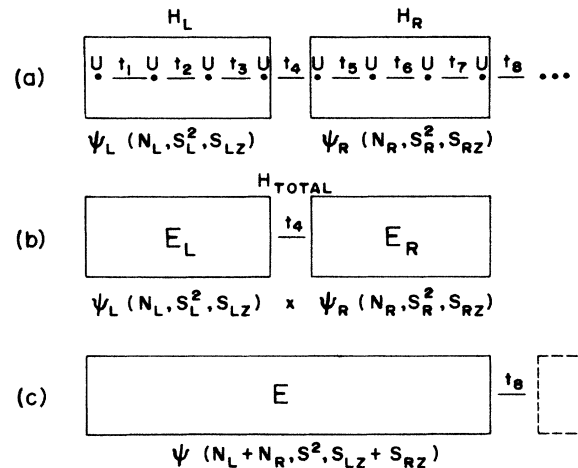 H_L H_R
(a) U t_1 U t_2 U t_3 U t_4 U t_5 U t_6 U t_7 U t_8 •••
ψ_L (N_L, S_L^2, S_LZ) ψ_R (N_R, S_R^2, S_RZ)
H_TOTAL
(b) E_L t_4 E_R
ψ_L (N_L, S_L^2, S_LZ) x ψ_R (N_R, S_R^2, S_RZ)
(c) E t_8
ψ (N_L + N_R, S^2, S_LZ + S_RZ)